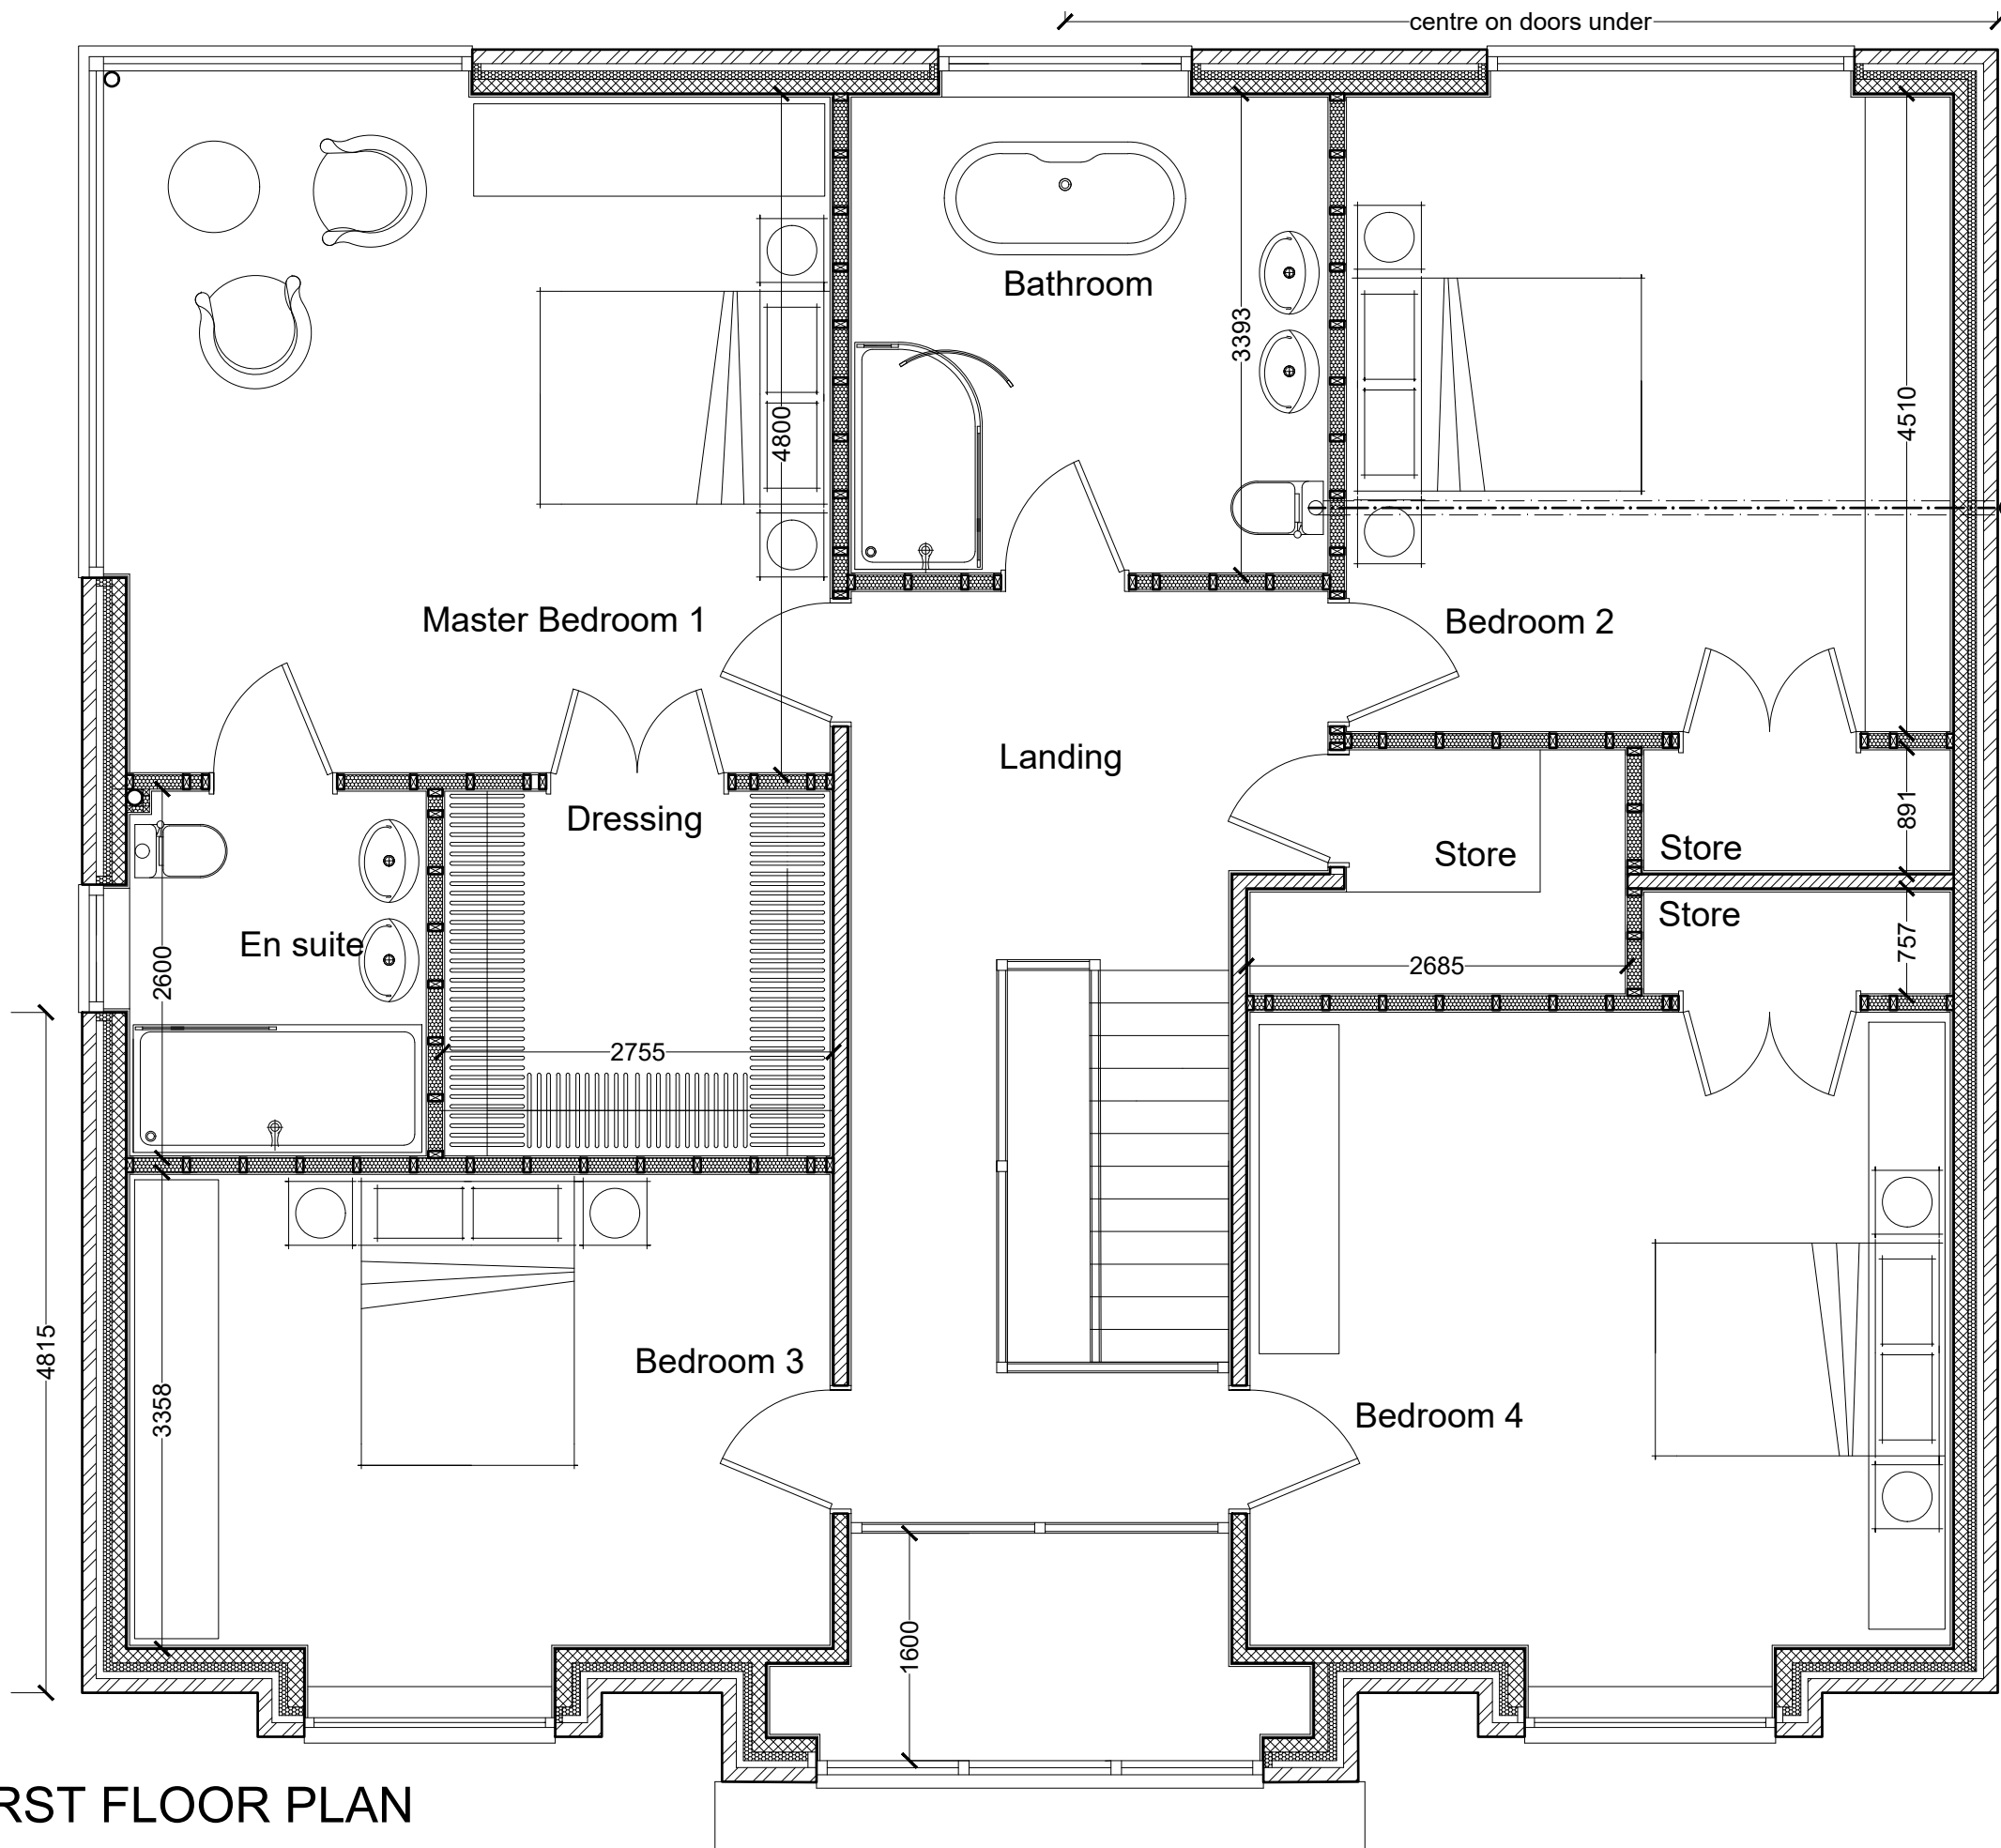 centre on doors under
Bathroom
3393
4800
4510
Master Bedroom 1
Bedroom 2
Landing
Dressing
891
Store
Store
Store
757
En suite
2600
2685
2755
4815
3358
Bedroom 3
Bedroom 4
1600
RST FLOOR PLAN